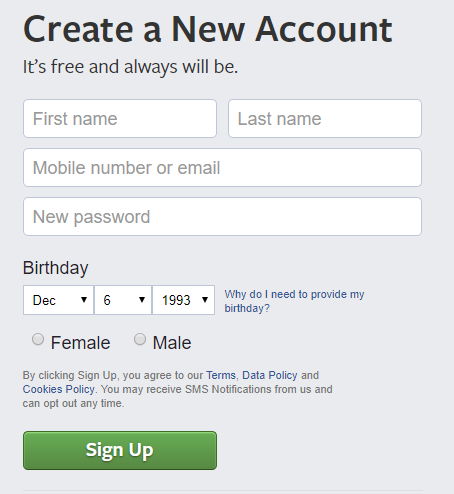 Create a New Account
It's free and always will be.
First name Last name
Mobile number or email
New password
Birthday
Dec 6 1993 Why do I need to provide my
birthday?
Female Male
By clicking Sign Up, you agree to our Terms, Data Policy and
Cookies Policy. You may receive SMS Notifications from us and
can opt out any time.
Sign Up